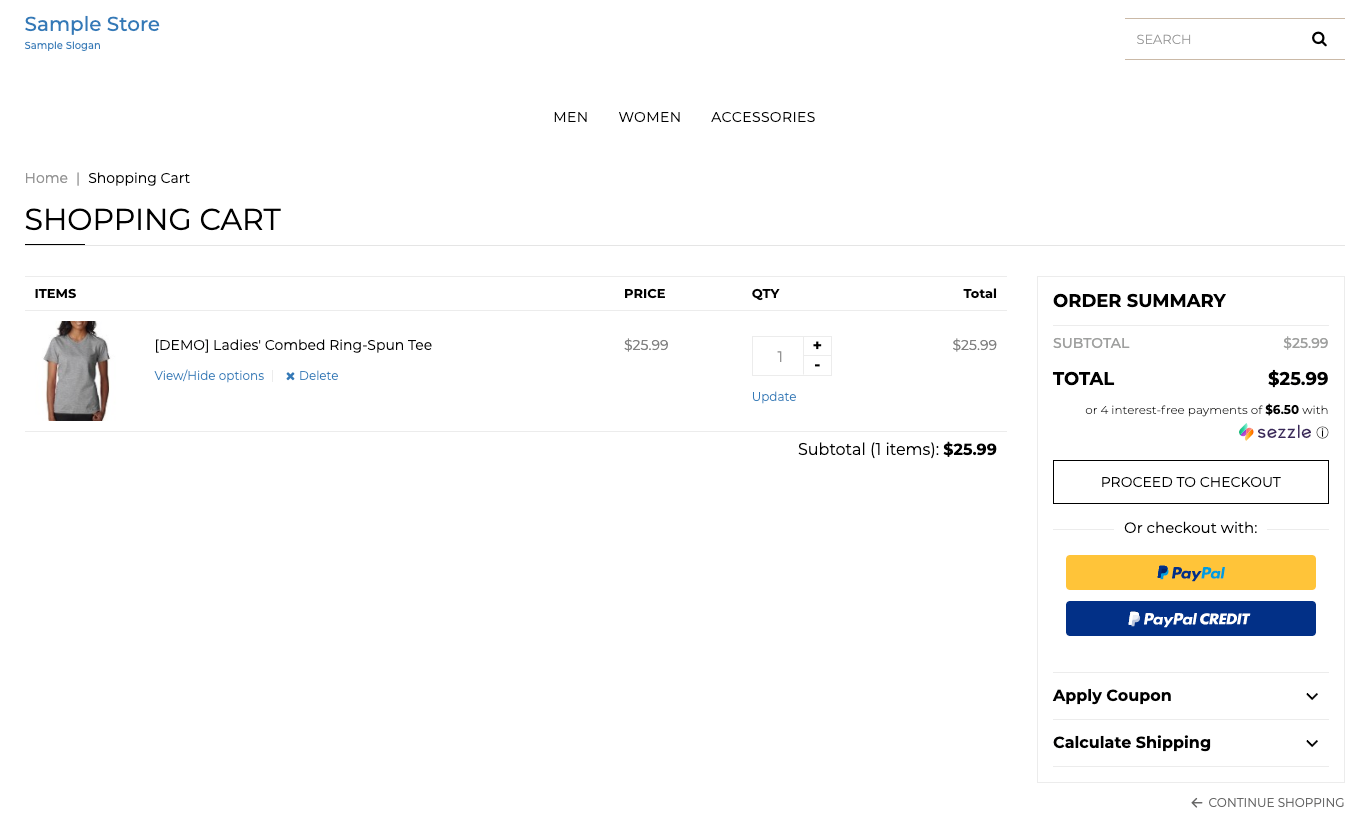 Sample Store
Sample Slogan
SEARCH
MEN WOMEN ACCESSORIES
Home | Shopping Cart
SHOPPING CART
ITEMS PRICE QTY Total
[DEMO] Ladies' Combed Ring-Spun Tee $25.99 1 + $25.99
-
View/Hide options Delete
Update
Subtotal (1 items): $25.99
ORDER SUMMARY
SUBTOTAL $25.99
TOTAL $25.99
or 4 interest-free payments of $6.50 with
sezzle ⓘ
PROCEED TO CHECKOUT
Or checkout with:
PayPal
PayPal CREDIT
Apply Coupon
Calculate Shipping
← CONTINUE SHOPPING